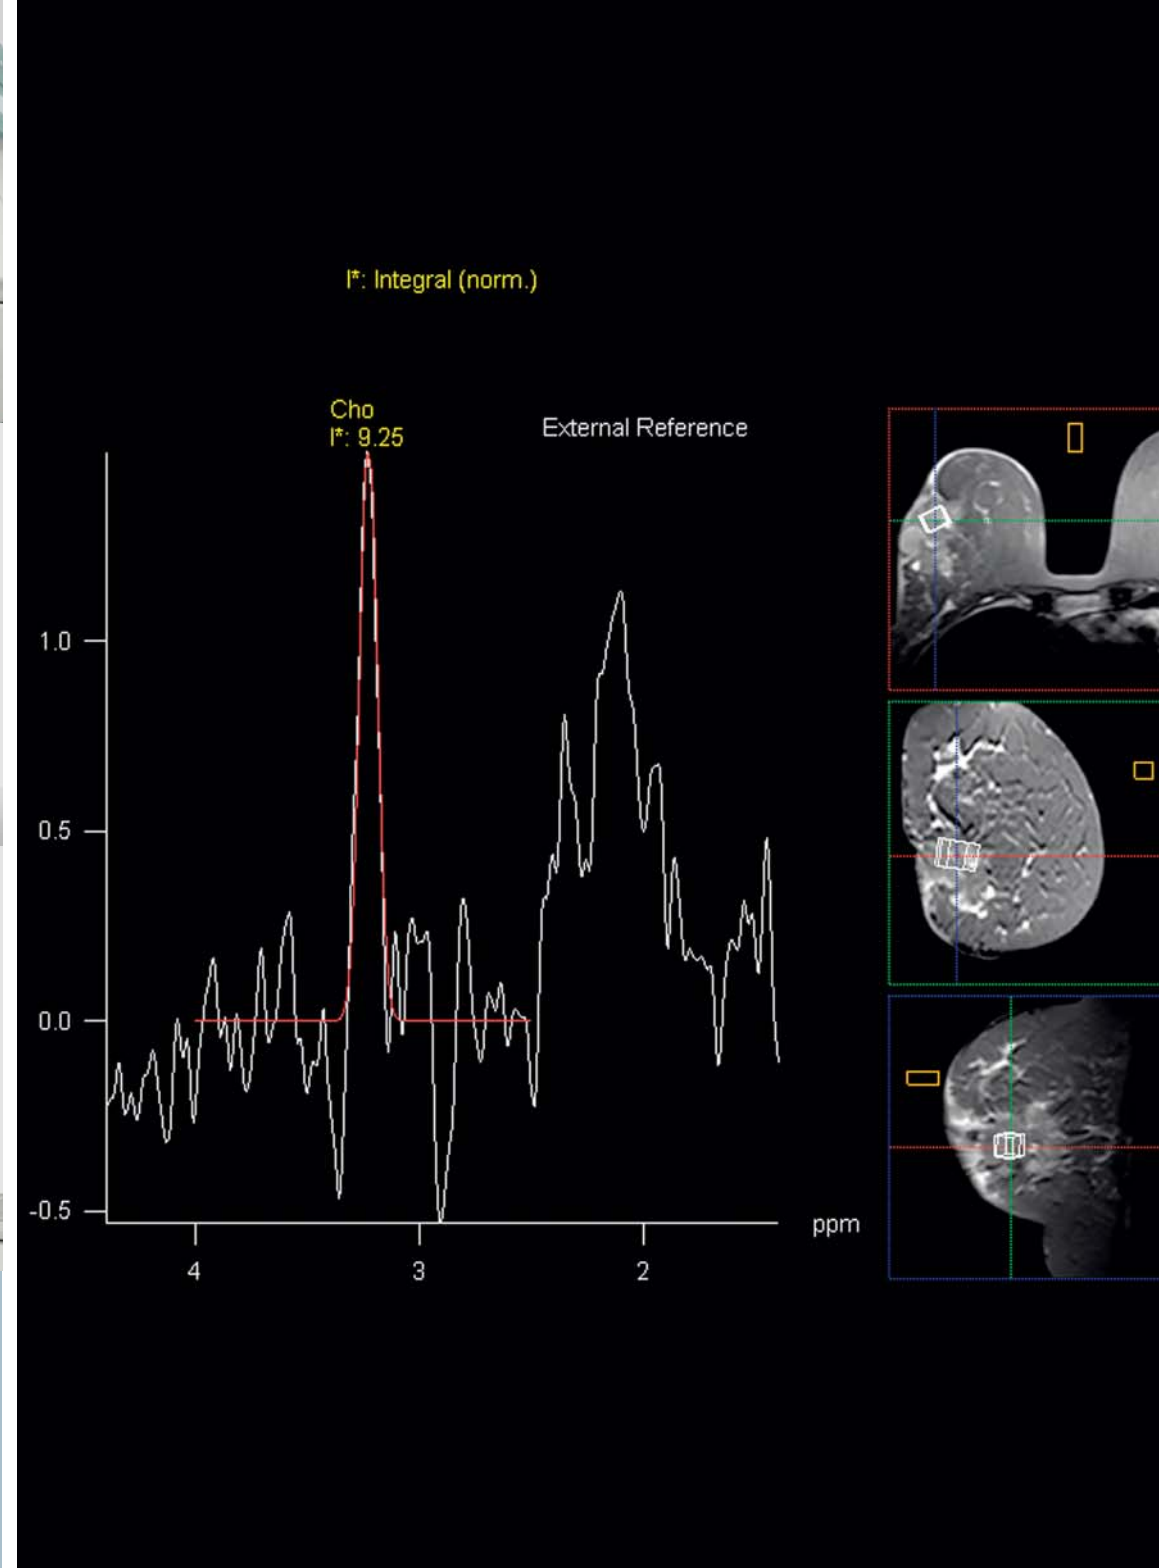 I*: Integral (norm.)
Cho
I*: 9.25
External Reference
1.0
0.5
0.0
-0.5
ppm
4
3
2